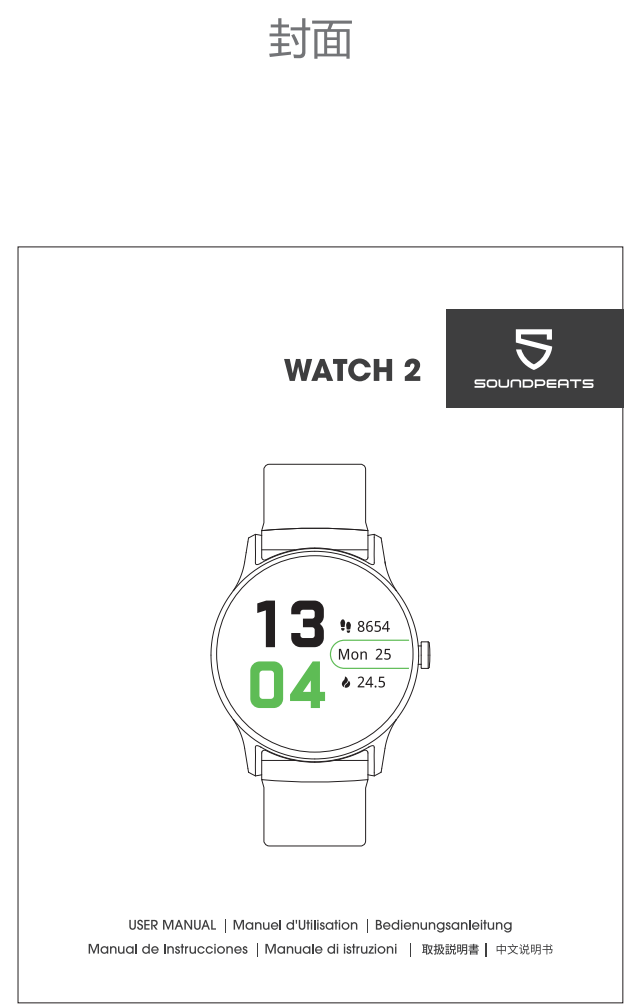 封面
WATCH 2
SOUNDPEATS
13
8654
Mon 25
04
24.5
USER MANUAL | Manuel d'Utilisation | Bedienungsanleitung
Manual de Instrucciones | Manuale di istruzioni | 取扱説明書 | 中文说明书